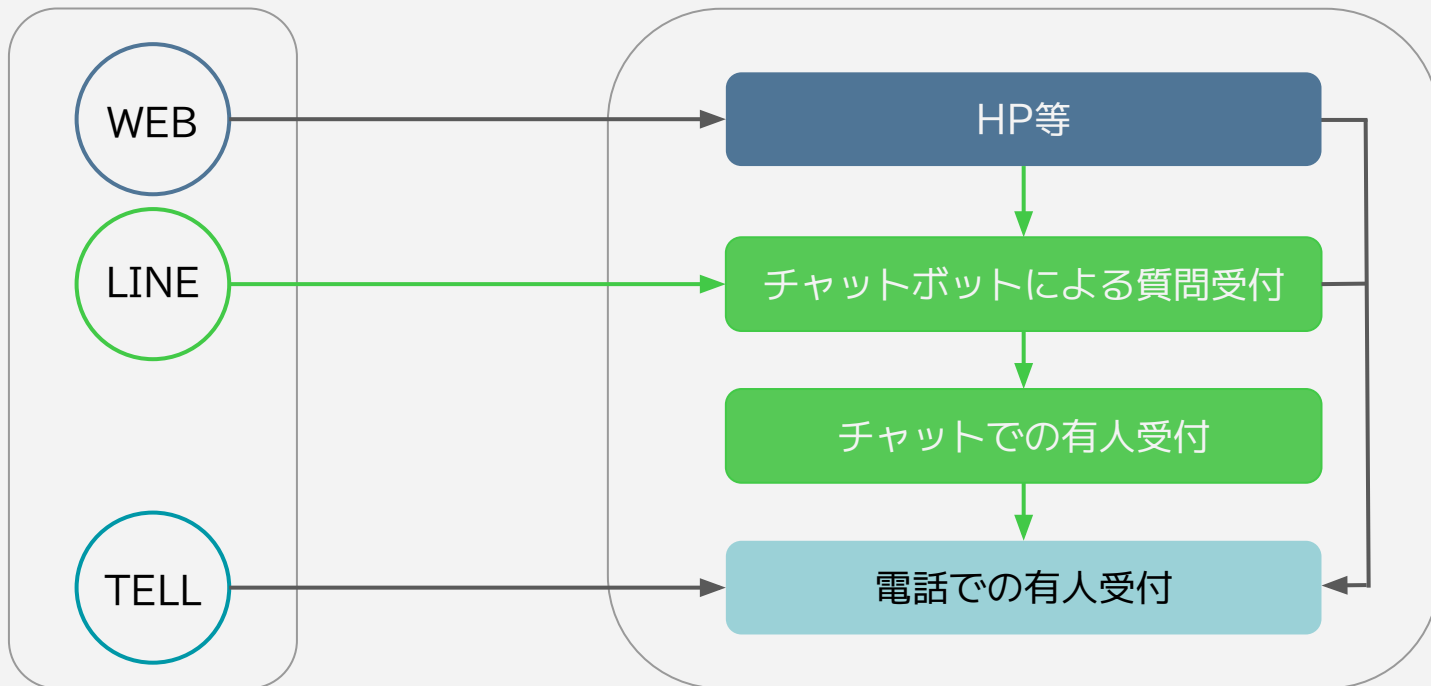 WEB
HP等
LINE
チャットボットによる質問受付
チャットでの有人受付
TELL
電話での有人受付